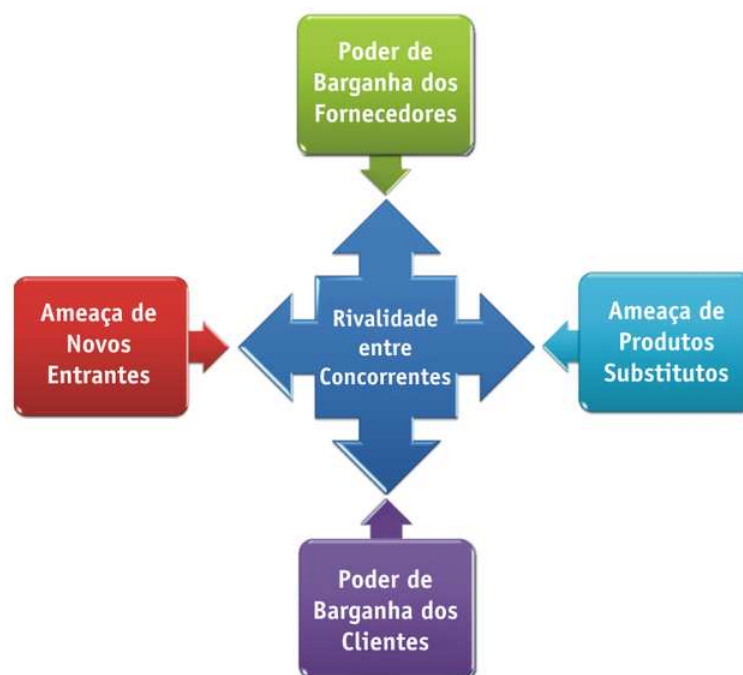 Poder de
Barganha dos
Fornecedores
Ameaça de
Novos
Entrantes
Rivalidade
entre
Concorrentes
Ameaça de
Produtos
Substitutos
Poder de
Barganha dos
Clientes